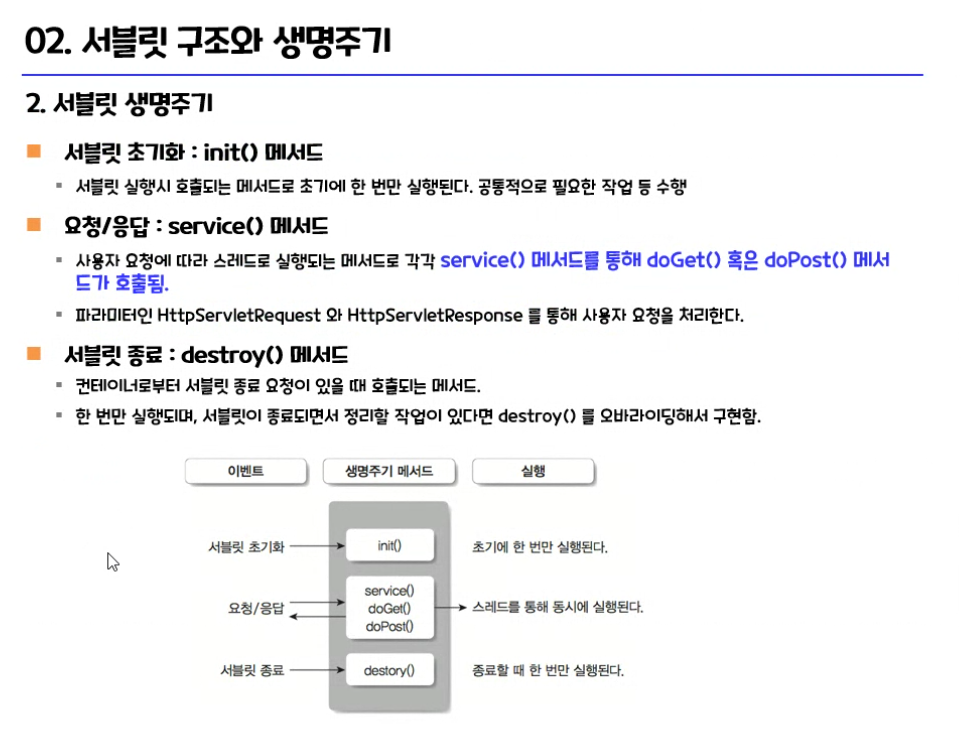 02. 서블릿 구조와 생명주기
2. 서블릿 생명주기
서블릿 초기화 : init() 메서드
서블릿 실행시 호출되는 메서드로 초기에 한 번만 실행된다. 공통적으로 필요한 작업 등 수행
요청/응답 : service() 메서드
사용자 요청에 따라 스레드로 실행되는 메서드로 각각 service() 메서드를 통해 doGet() 혹은 doPost() 메서
드가 호출됨.
파라미터인 HttpServletRequest 와 HttpServletResponse 를 통해 사용자 요청을 처리한다.
서블릿 종료 : destroy() 메서드
컨테이너로부터 서블릿 종료 요청이 있을 때 호출되는 메서드.
한 번만 실행되며, 서블릿이 종료되면서 정리할 작업이 있다면 destroy() 를 오바라이딩해서 구현함.
이벤트 생명주기 메서드 실행
서블릿 초기화 init() 초기에 한 번만 실행된다.
service()
요청/응답 doGet() 스레드를 통해 동시에 실행된다.
doPost()
서블릿 종료 destory() 종료할 때 한 번만 실행된다.